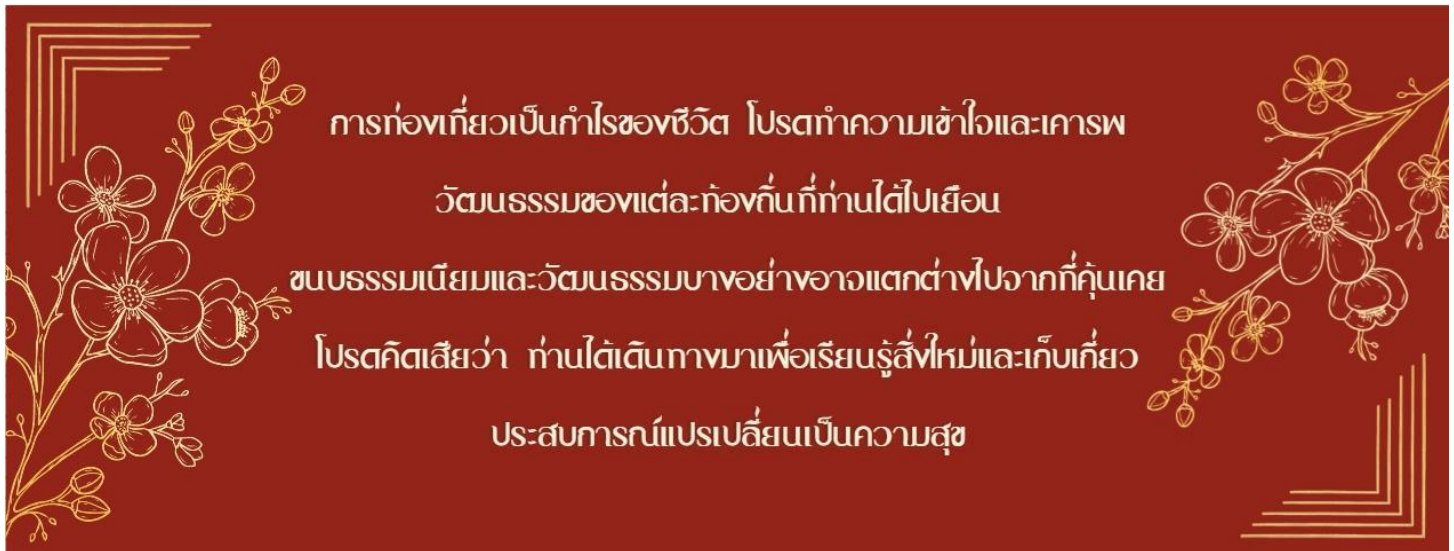 การท่องเที่ยวเป็นกำไรของชีวิต โปรดทำความเข้าใจและเคารพ
วัฒนธรรมของแต่ละท้องถิ่นที่ท่านได้ไปเยือน
ขนบธรรมเนียมและวัฒนธรรมบางอย่างอาจแตกต่างไปจากที่คุ้นเคย
โปรดคิดเสียว่า ท่านได้เดินทางมาเพื่อเรียนรู้สิ่งใหม่และเก็บเกี่ยว
ประสบการณ์แปรเปลี่ยนเป็นความสุข